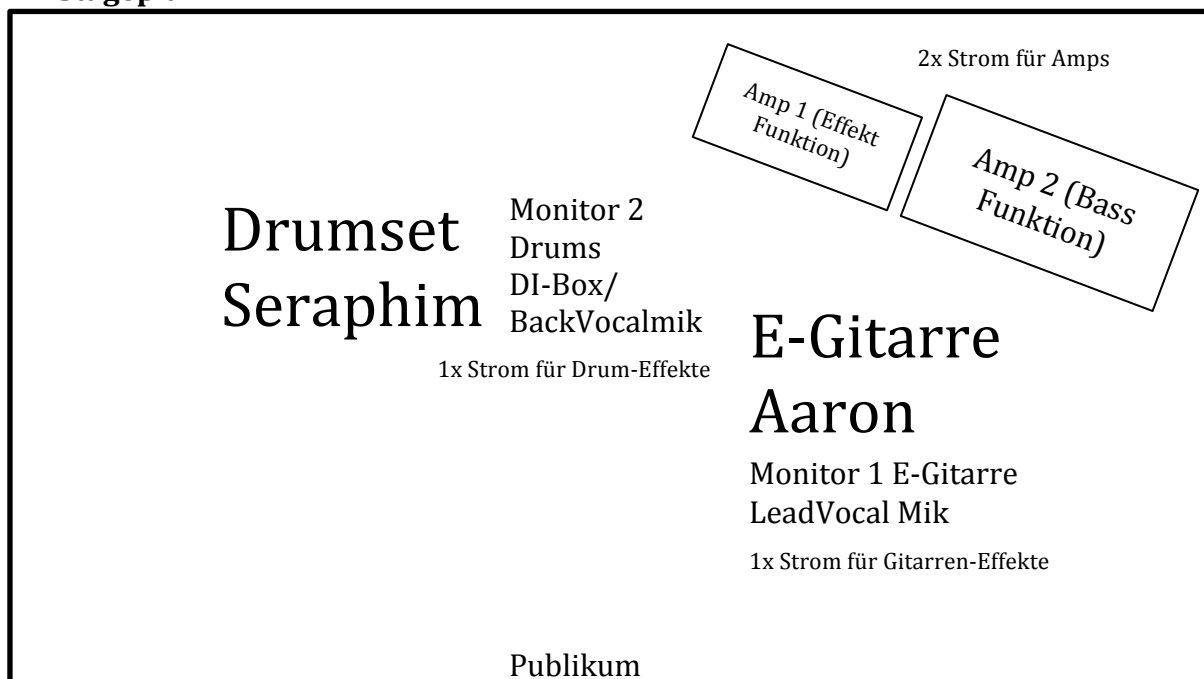 2x Strom für Amps
Amp 1 (Effekt
Funktion)
Amp 2 (Bass
Funktion)
Drumset
Seraphim
Monitor 2
Drums
DI-Box/
BackVocalmik
1x Strom für Drum-Effekte
E-Gitarre
Aaron
Monitor 1 E-Gitarre
LeadVocal Mik
1x Strom für Gitarren-Effekte
Publikum